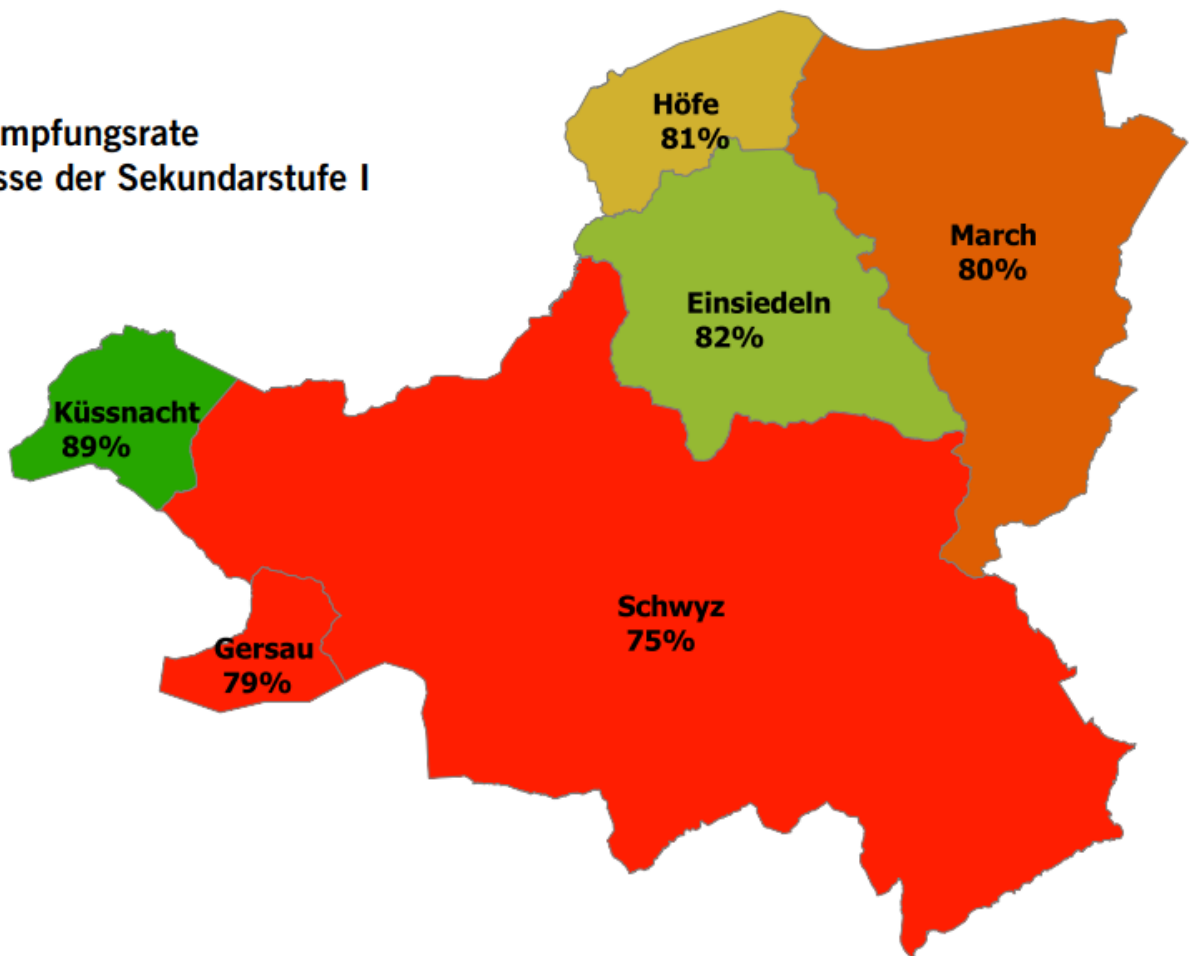 mpfungsrate
sse der Sekundarstufe I
Höfe
81%
March
80%
Einsiedeln
82%
Küssnacht
89%
Schwyz
75%
Gersau
79%